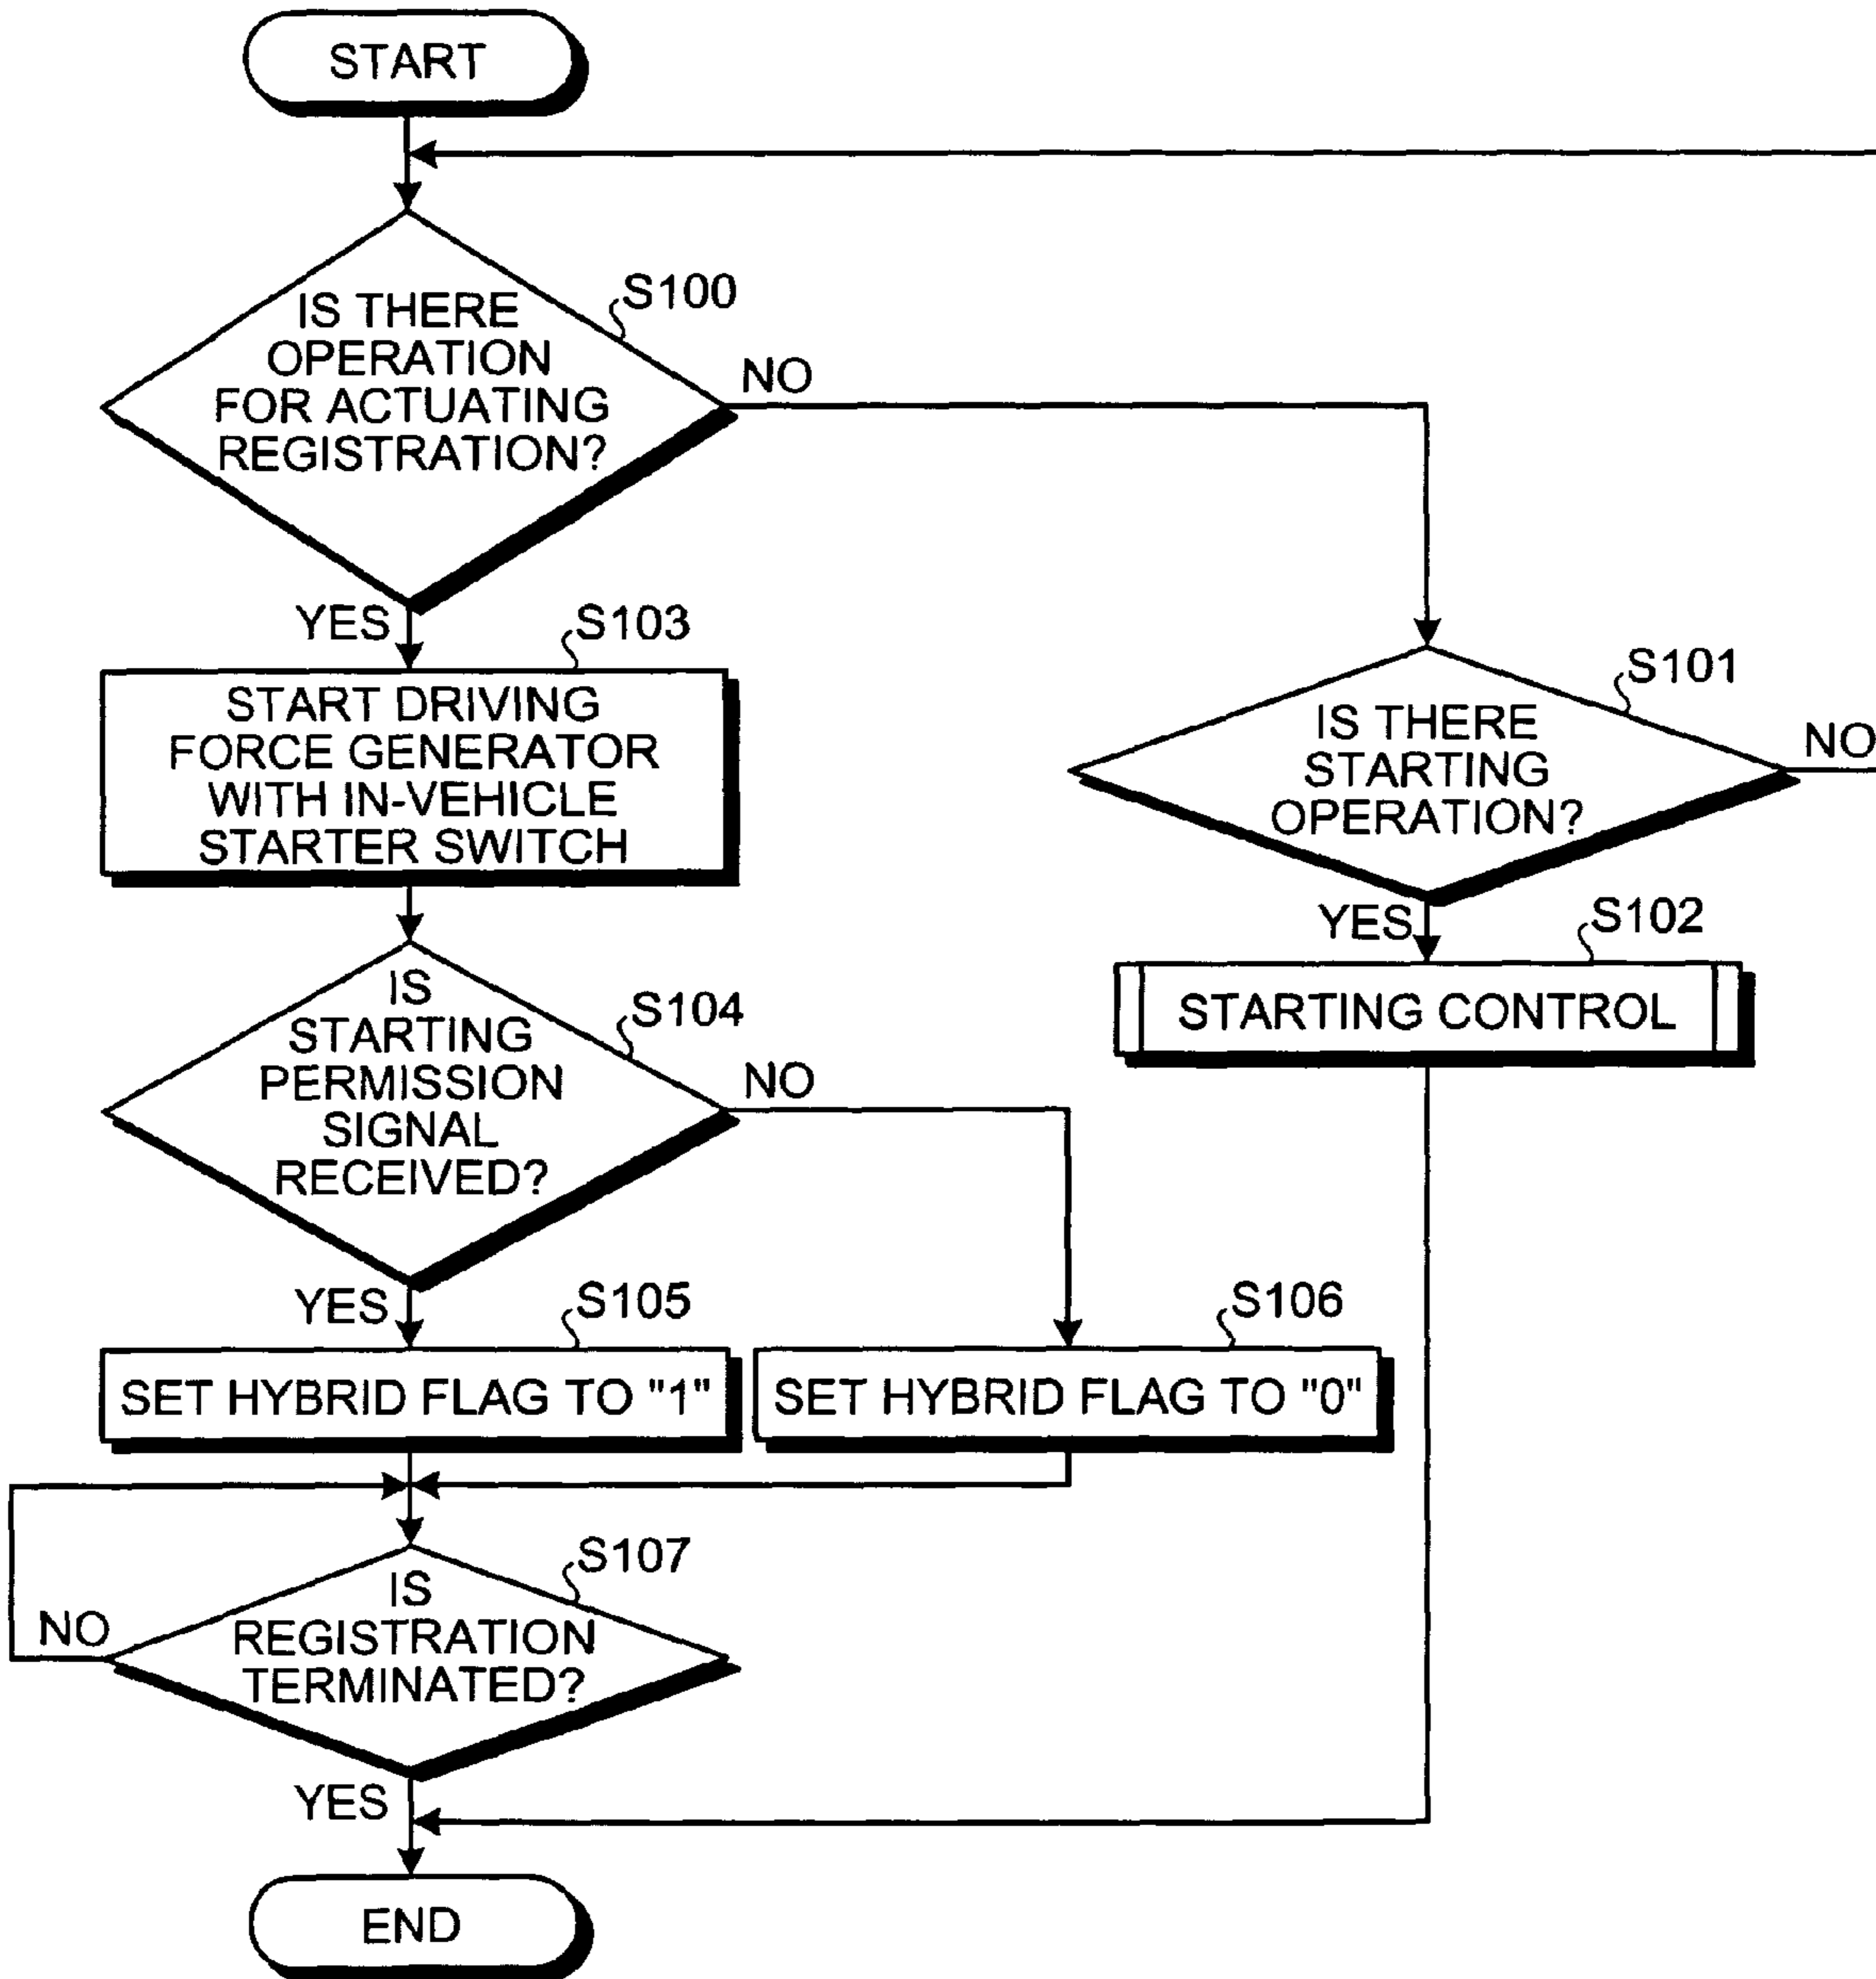 START
IS THERE
OPERATION
FOR ACTUATING
REGISTRATION?
S100
NO
YES
S103
START DRIVING
FORCE GENERATOR
WITH IN-VEHICLE
STARTER SWITCH
S101
IS THERE
STARTING
OPERATION?
NO
YES
S102
STARTING CONTROL
IS
STARTING
PERMISSION
SIGNAL
RECEIVED?
S104
NO
YES
S105
SET HYBRID FLAG TO "1"
S106
SET HYBRID FLAG TO "0"
S107
IS
REGISTRATION
TERMINATED?
NO
YES
END